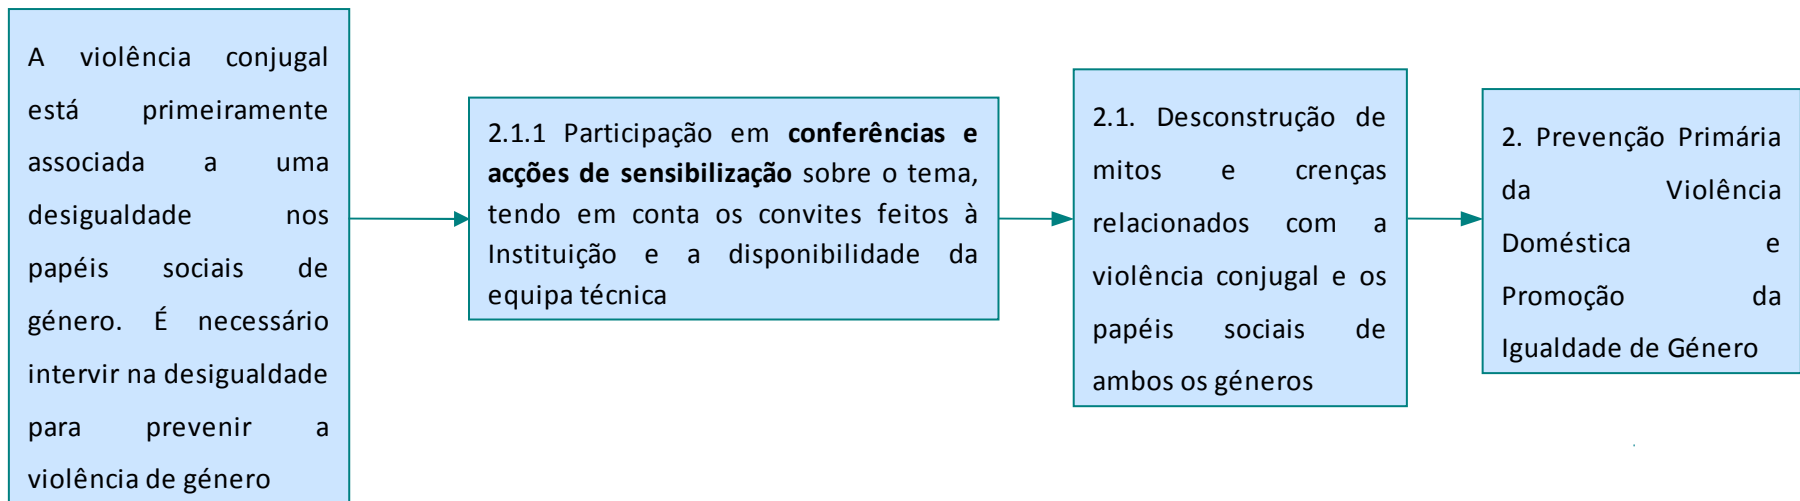 A violência conjugal
está primeiramente
associada a uma
desigualdade nos
papéis sociais de
género. É necessário
intervir na desigualdade
para prevenir a
violência de género
2.1.1 Participação em conferências e
acções de sensibilização sobre o tema,
tendo em conta os convites feitos à
Instituição e a disponibilidade da
equipa técnica
2.1. Desconstrução de
mitos e crenças
relacionados com a
violência conjugal e os
papéis sociais de
ambos os géneros
2. Prevenção Primária
da Violência
Doméstica e
Promoção da
Igualdade de Género